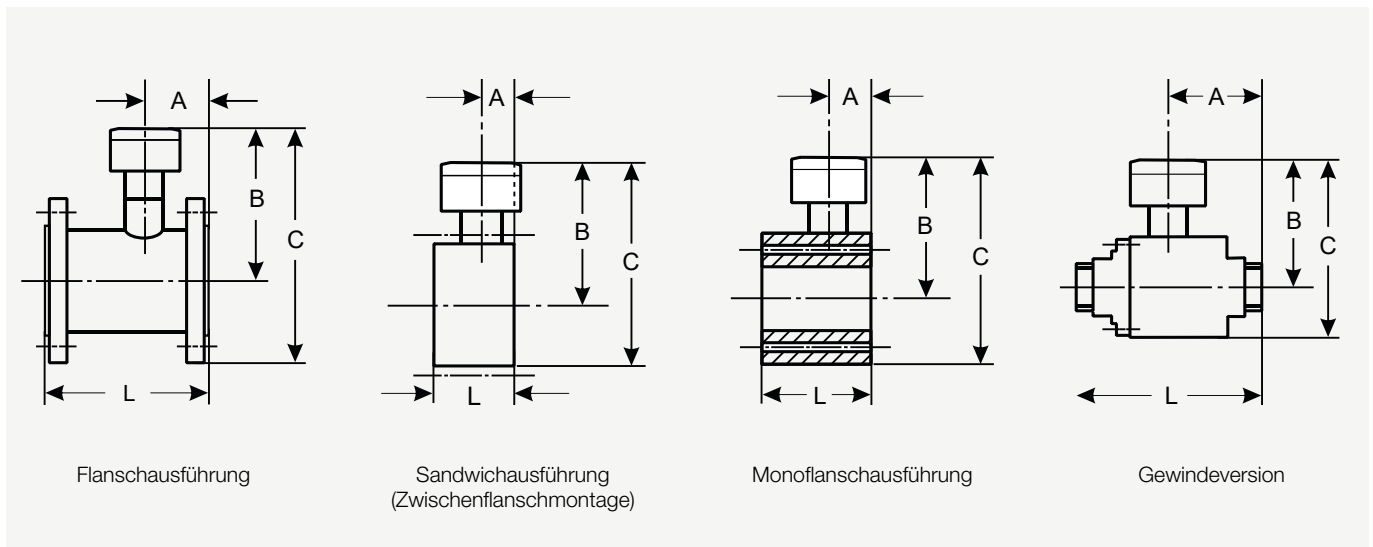 A
B
C
L
Flanschausführung
A
B
C
L
Sandwichausführung
(Zwischenflanschmontage)
A
B
C
L
Monoflanschausführung
A
B
C
L
Gewindeversion